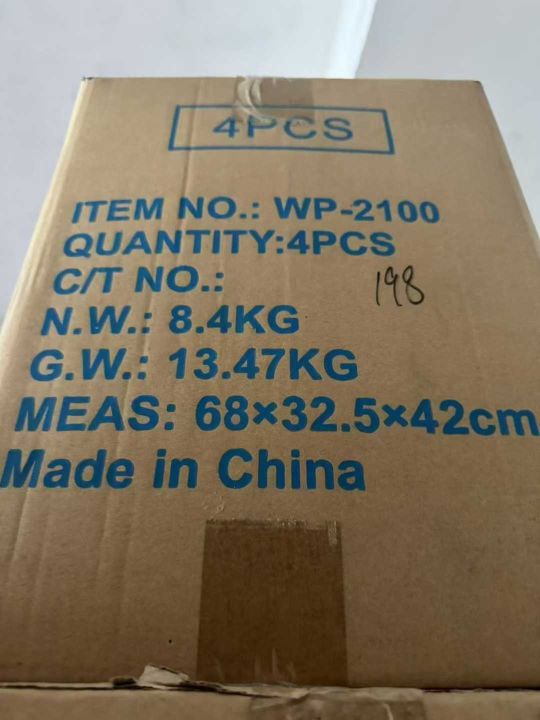 4PCS
ITEM NO.: WP-2100
QUANTITY:4PCS
C/T NO.:
198
N.W.: 8.4KG
G.W.: 13.47KG
MEAS: 68×32.5×42cm
Made in China